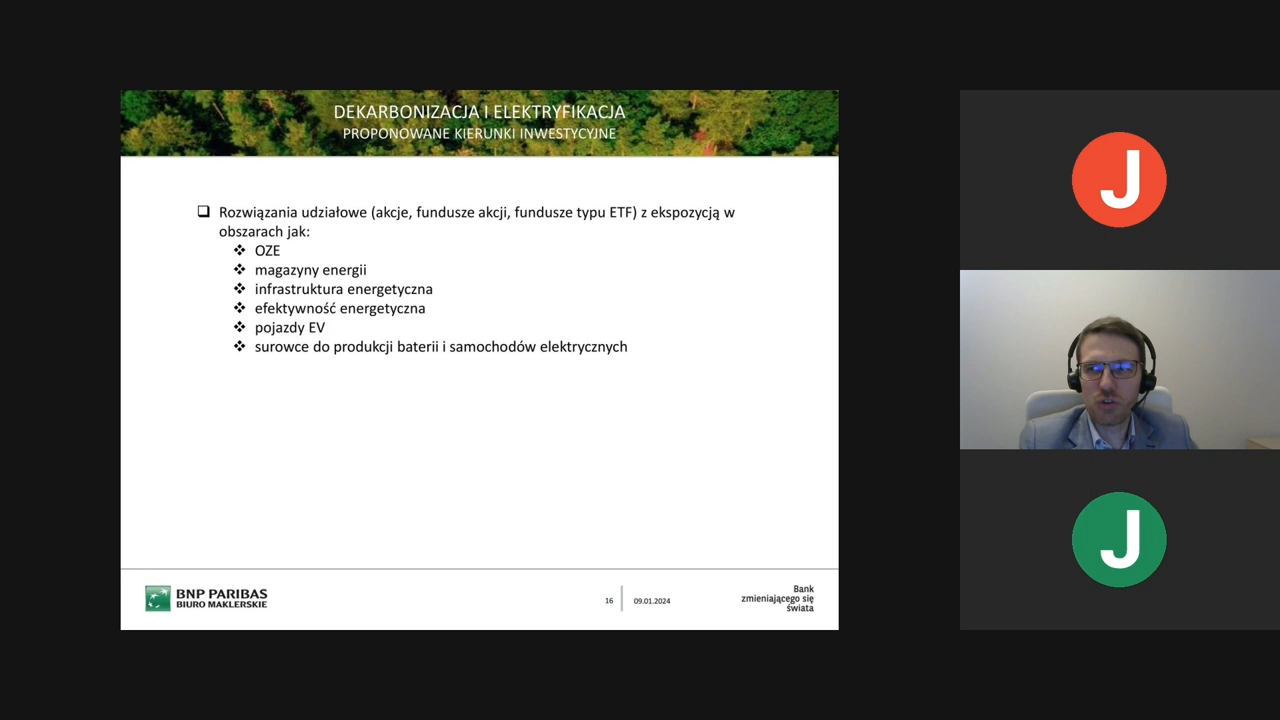 DEKARBONIZACJA I ELEKTRYFIKACJA
PROPONOWANE KIERUNKI INWESTYCYJNE
❑ Rozwiązania udziałowe (akcje, fundusze akcji, fundusze typu ETF) z ekspozycją w
obszarach jak:
❖ OZE
❖ magazyny energii
❖ infrastruktura energetyczna
❖ efektywność energetyczna
❖ pojazdy EV
❖ surowce do produkcji baterii i samochodów elektrycznych
BNP PARIBAS
BIURO MAKLERSKIE
16
09.01.2024
Bank
zmieniającego się
świata
J
J